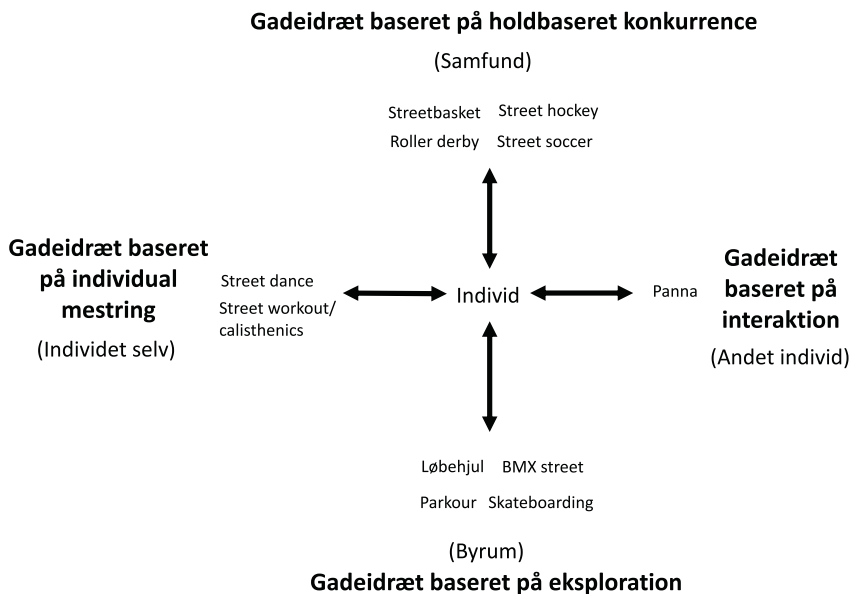 Gadeidræt baseret på holdbaseret konkurrence
(Samfund)
Streetbasket Street hockey
Roller derby Street soccer
Gadeidræt baseret
på individual
mestring
(Individet selv)
Street dance
Street workout/
calisthenics
Individ
Panna
Gadeidræt
baseret på
interaktion
(Andet individ)
Løbehjul BMX street
Parkour Skateboarding
(Byrum)
Gadeidræt baseret på eksploration